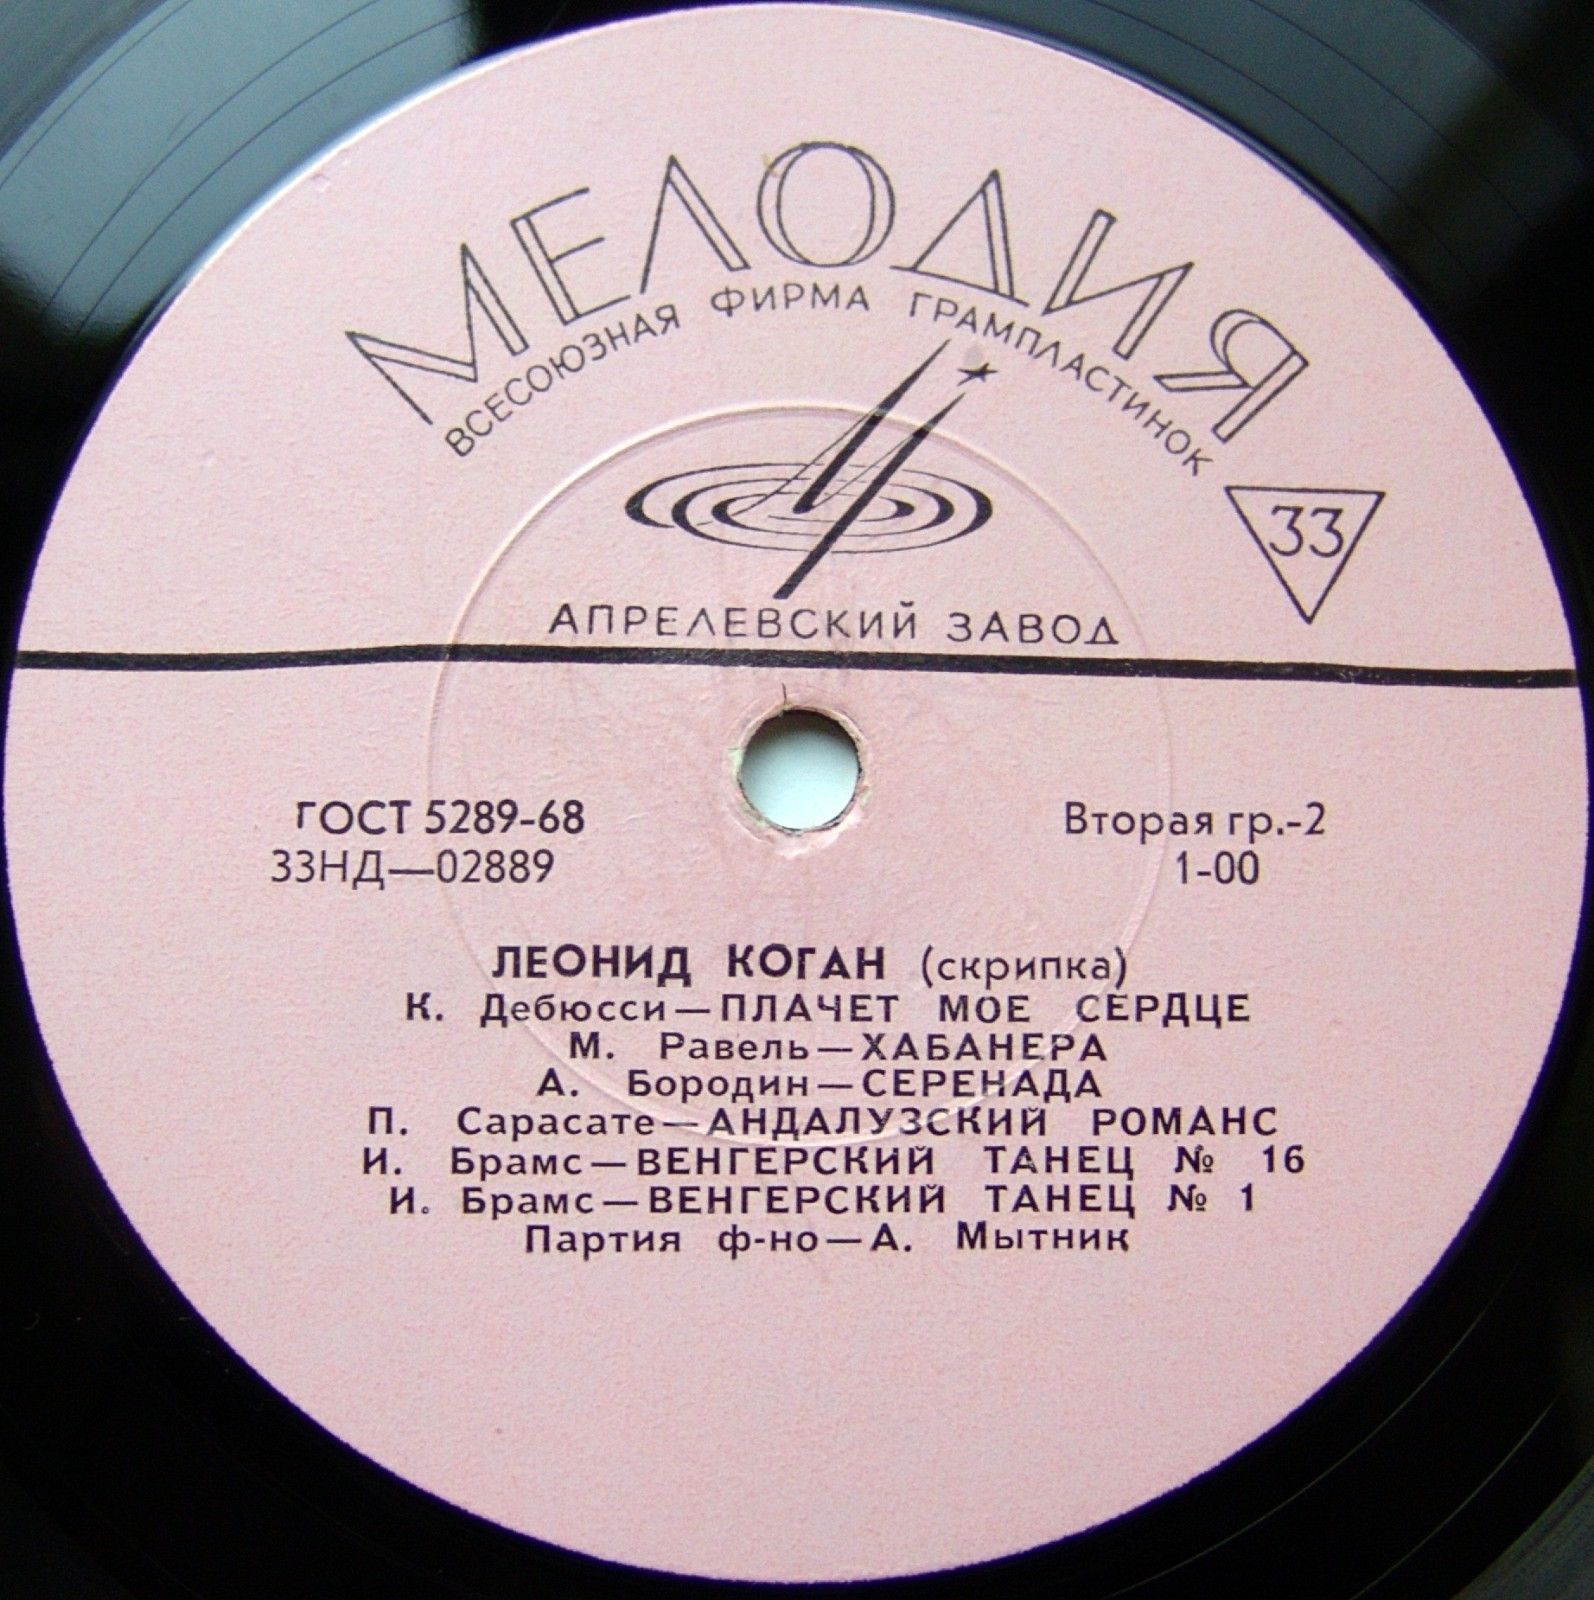 МЕЛОДИЯ
ВСЕСОЮЗНАЯ ФИРМА ГРАМПЛАСТИНОК
33
АПРЕЛЕВСКИЙ ЗАВОД
ГОСТ 5289-68
33НД—02889
Вторая гр.-2
1-00
ЛЕОНИД КОГАН (скрипка)
К. Дебюсси—ПЛАЧЕТ МОЕ СЕРДЦЕ
М. Равель—ХАБАНЕРА
А. Бородин—СЕРЕНАДА
П. Сарасате—АНДАЛУЗСКИЙ РОМАНС
И. Брамс—ВЕНГЕРСКИЙ ТАНЕЦ № 16
И. Брамс—ВЕНГЕРСКИЙ ТАНЕЦ № 1
Партия ф-но—А. Мытник